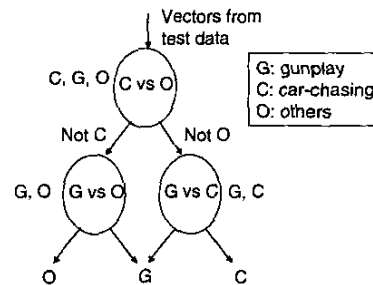 Vectors from
test data
C, G, O
C vs O
G: gunplay
C: car-chasing
O: others
Not C
Not O
G, O
G vs O
G vs C
G, C
O
G
C